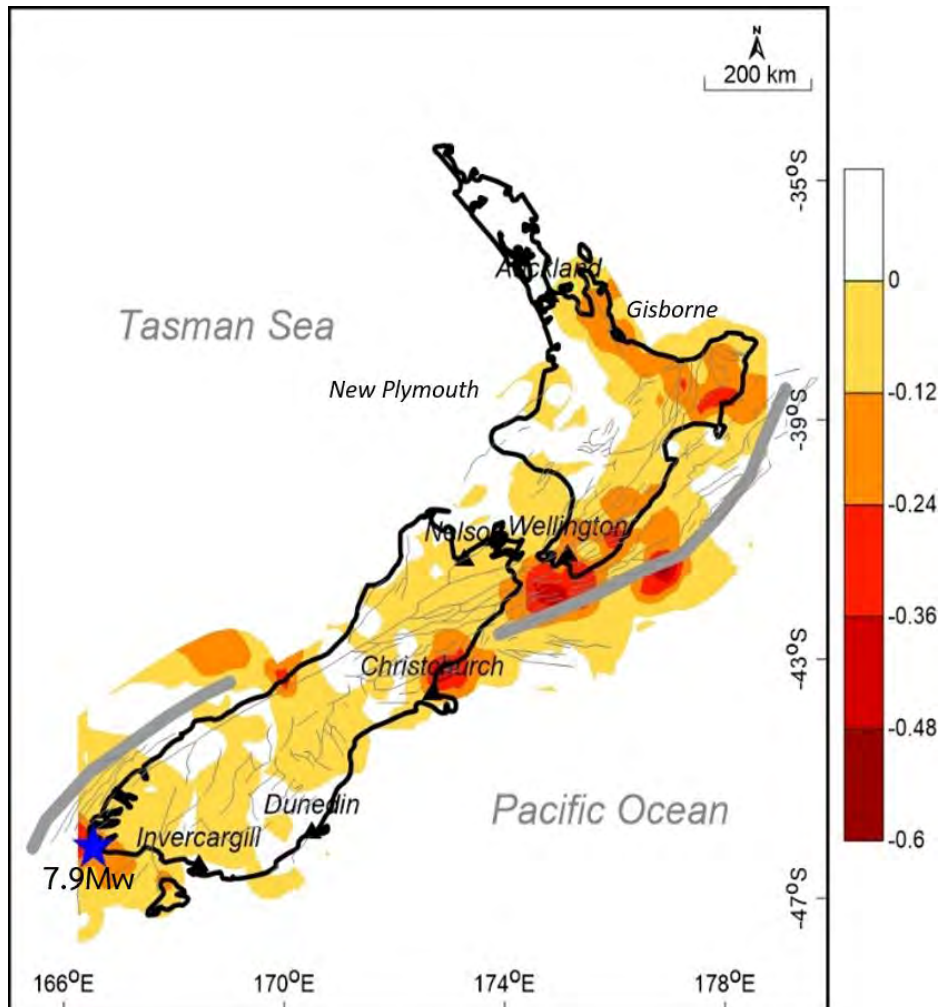 N
200 km
-35°S
Auckland
Gisborne
Tasman Sea
0
New Plymouth
-0.12
-39°S
-0.24
Nelson
Wellington
-0.36
Christchurch
-43°S
-0.48
Dunedin
Pacific Ocean
Invercargill
-0.6
7.9Mw
-47°S
166°E
170°E
174°E
178°E